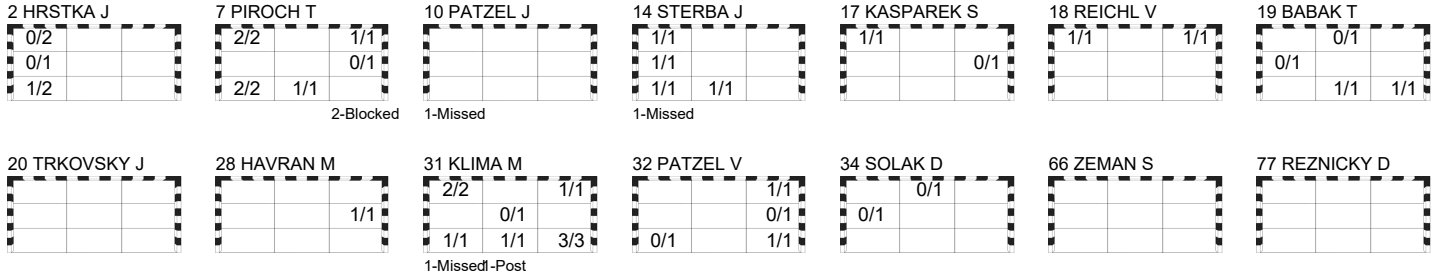 2 HRSTKA J 7 PIROCH T 10 PATZEL J 14 STERBA J 17 KASPAREK S 18 REICHL V 19 BABAK T
0/2 2/2 1/1 1/1 1/1 1/1 1/1 0/1
0/1 0/1 1/1 0/1 0/1
1/2 2/2 1/1 1/1 1/1 1/1 1/1
2-Blocked 1-Missed 1-Missed
20 TRKOVSKY J 28 HAVRAN M 31 KLIMA M 32 PATZEL V 34 SOLAK D 66 ZEMAN S 77 REZNICKY D
2/2 1/1 1/1 0/1
1/1 0/1 0/1 0/1
1/1 1/1 3/3 0/1 1/1
1-Missed1-Post